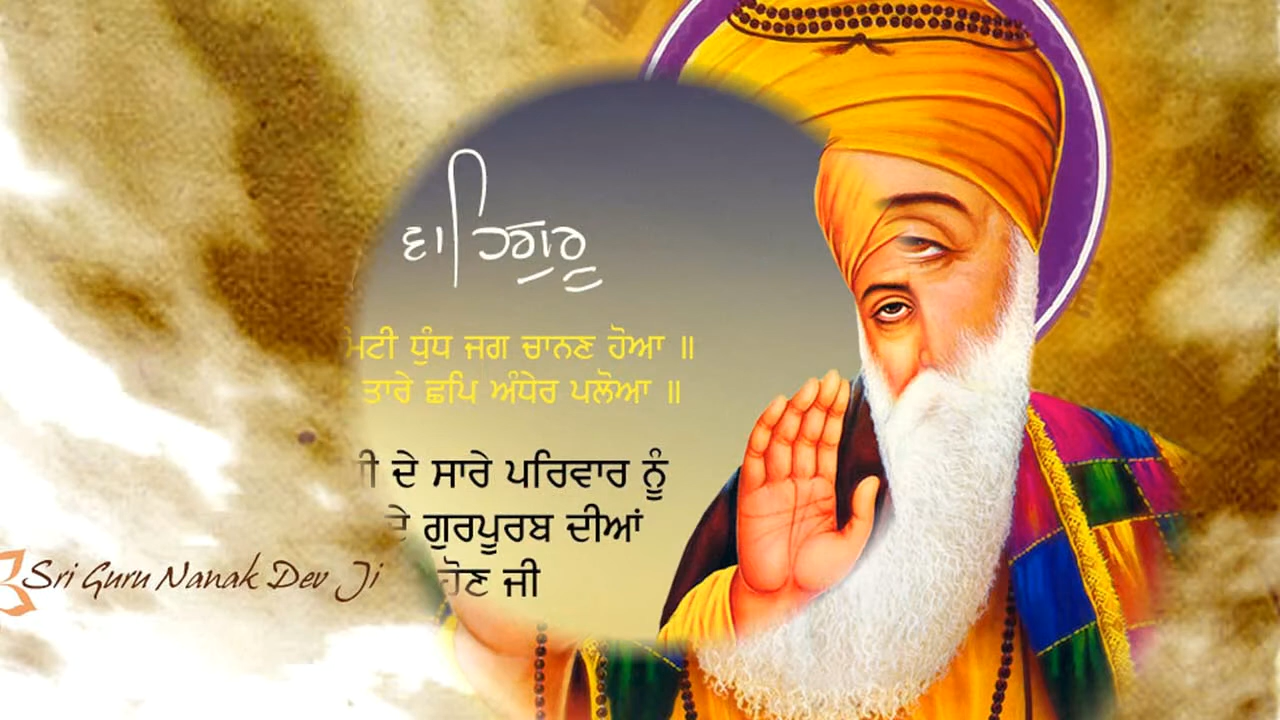 ਵਾਹਿਗੁਰੂ
ਧੁੰਧ ਜਗ ਚਾਨਣ ਹੋਆ ॥
ਤਾਰੇ ਛਪਿ ਅੰਧੇਰ ਪਲੋਆ ॥
ਦੇ ਸਾਰੇ ਪਰਿਵਾਰ ਨੂੰ
ਦੇ ਗੁਰਪੂਰਬ ਦੀਆਂ
ਹੋਣ ਜੀ
Sri Guru Nanak Dev Ji